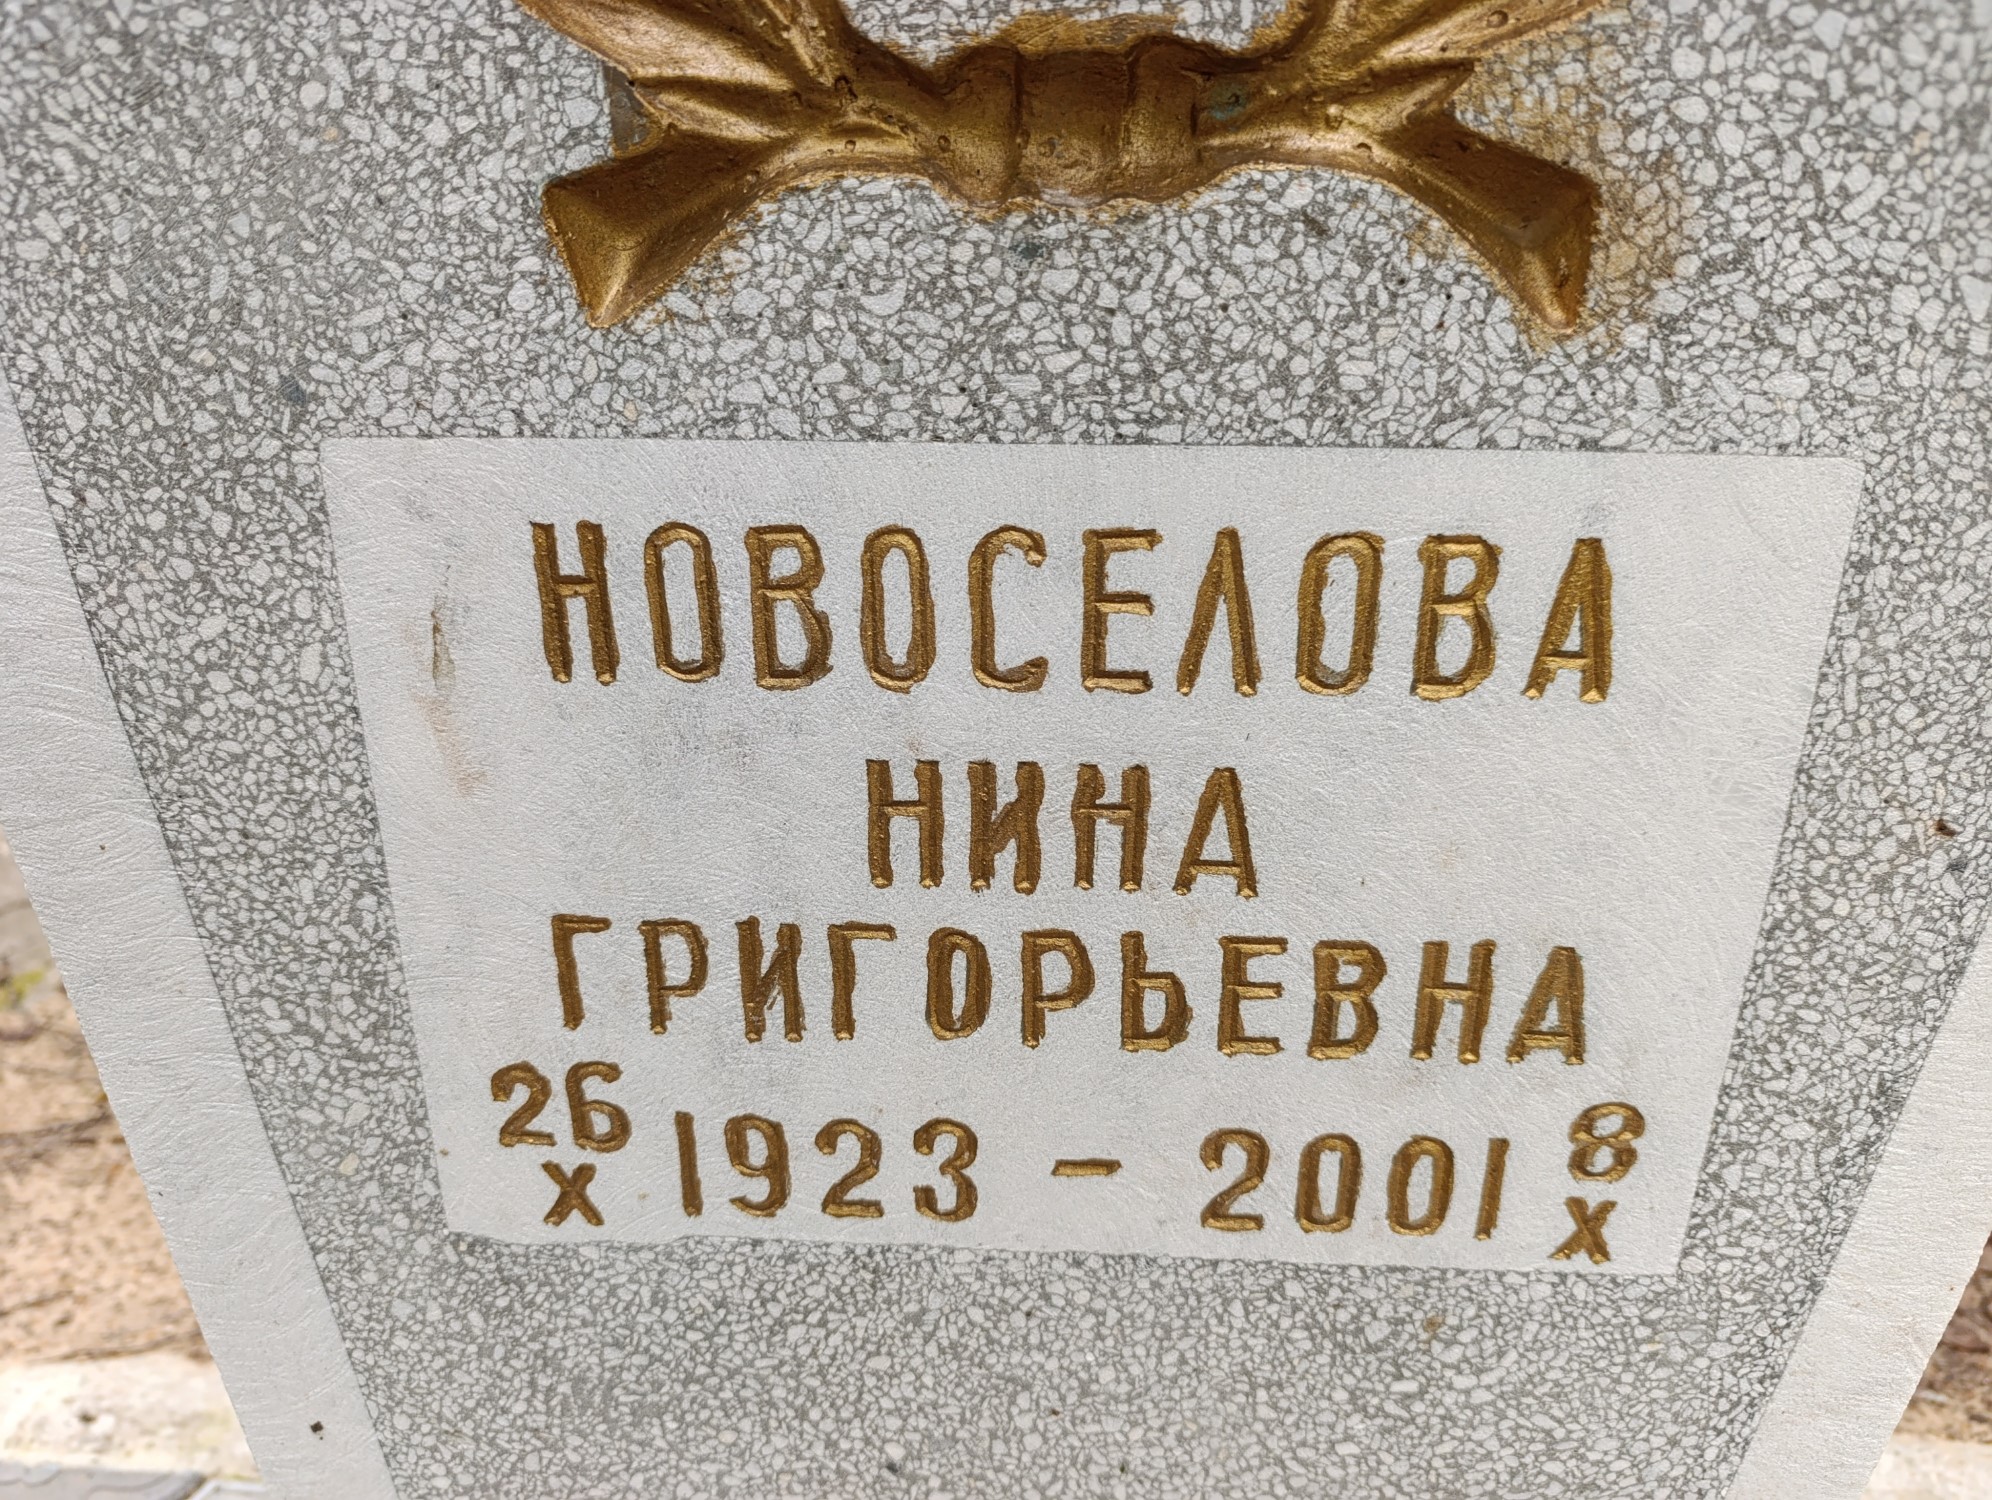 НОВОСЕЛОВА
НИНА
ГРИГОРЬЕВНА
26 X 1923 - 2001 8 X